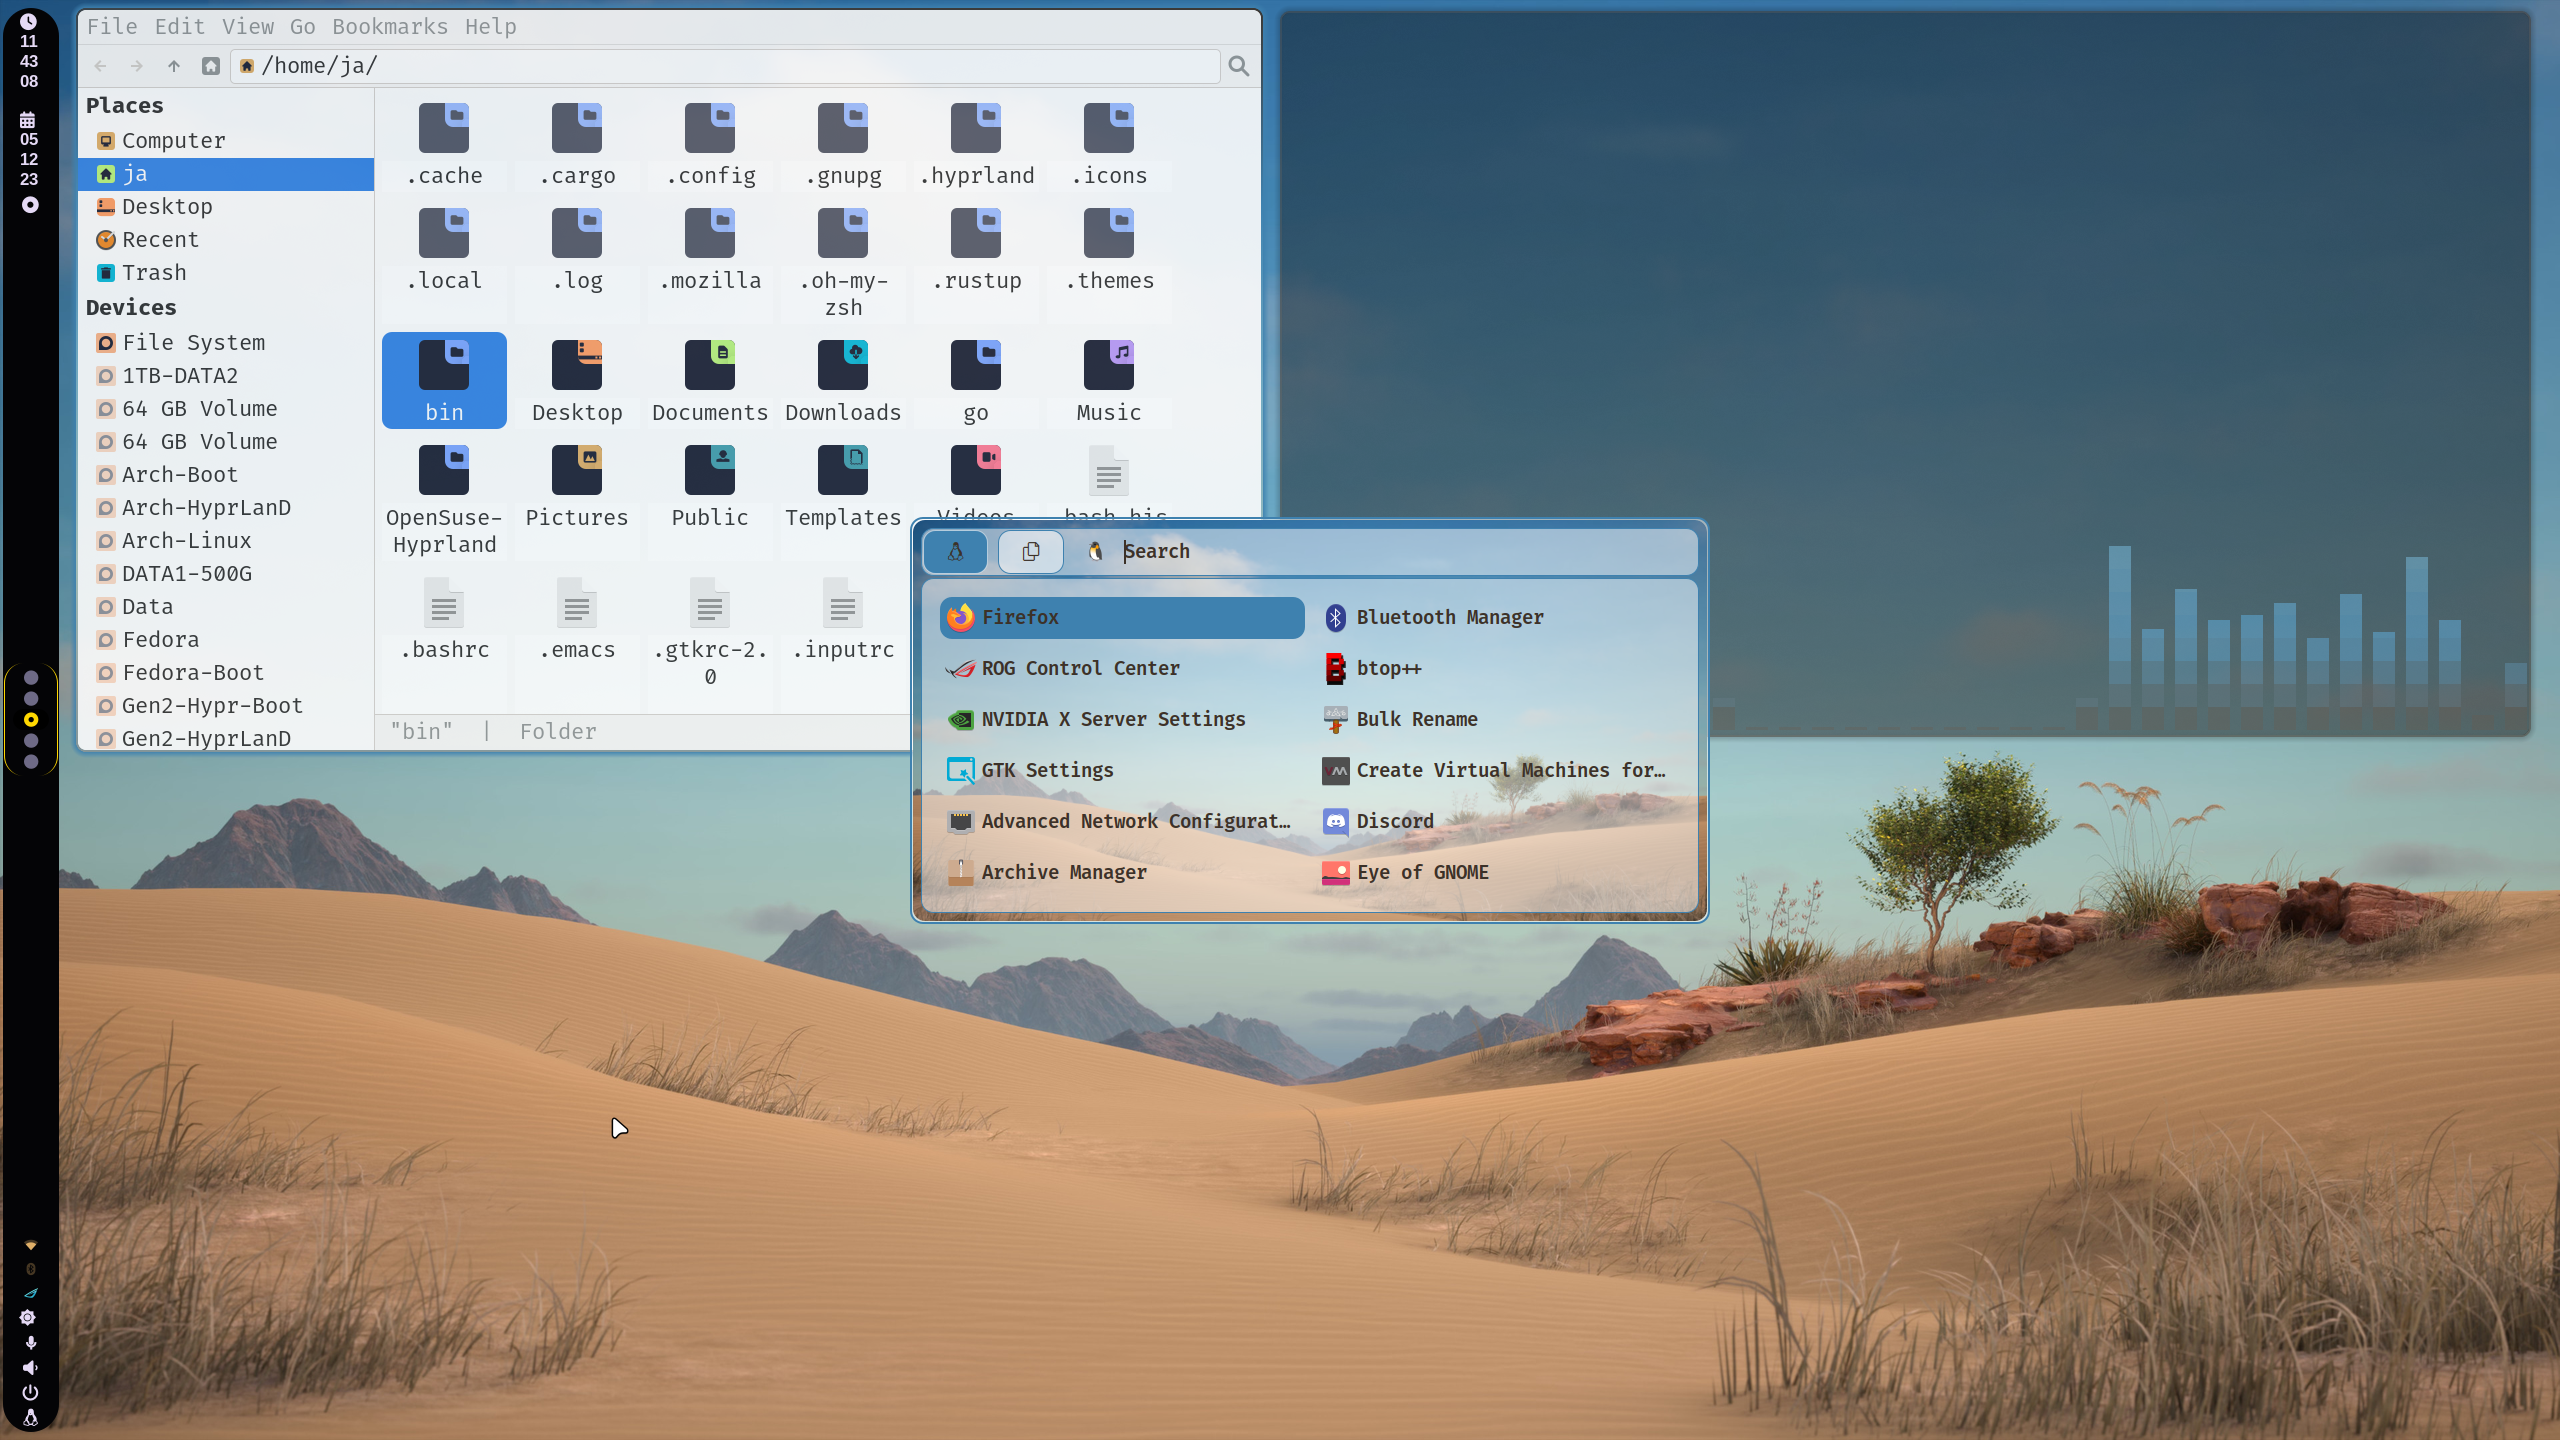 11
43
08
05
12
23
File Edit View Go Bookmarks Help
/home/ja/
Places
Computer
ja
Desktop
Recent
Trash
Devices
File System
1TB-DATA2
64 GB Volume
64 GB Volume
Arch-Boot
Arch-HyprLanD
Arch-Linux
DATA1-500G
Data
Fedora
Fedora-Boot
Gen2-Hypr-Boot
Gen2-HyprLanD
.cache .cargo .config .gnupg .hyprland .icons
.local .log .mozilla .oh-my-zsh .rustup .themes
bin Desktop Documents Downloads go Music
OpenSuse-Hyprland Pictures Public Templates Videos
.bashrc .emacs .gtkrc-2.0 .inputrc
"bin" | Folder
Search
Firefox
Bluetooth Manager
ROG Control Center
btop++
NVIDIA X Server Settings
Bulk Rename
GTK Settings
Create Virtual Machines for…
Advanced Network Configurat…
Discord
Archive Manager
Eye of GNOME